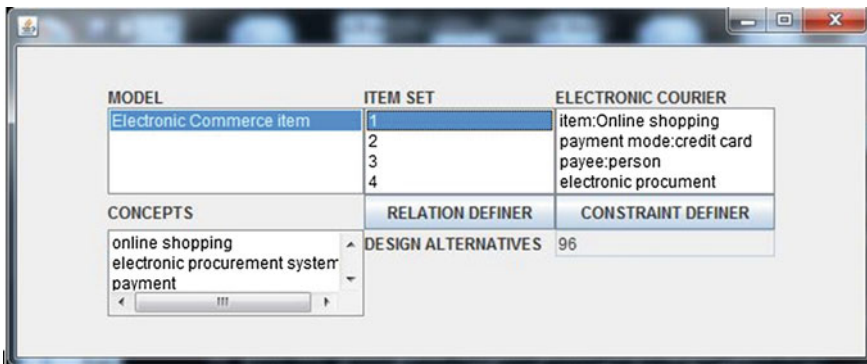 MODEL
Electronic Commerce item
ITEM SET
1
2
3
4
ELECTRONIC COURIER
item:Online shopping
payment mode:credit card
payee:person
electronic procument
CONCEPTS
online shopping
electronic procurement system
payment
RELATION DEFINER
CONSTRAINT DEFINER
DESIGN ALTERNATIVES 96